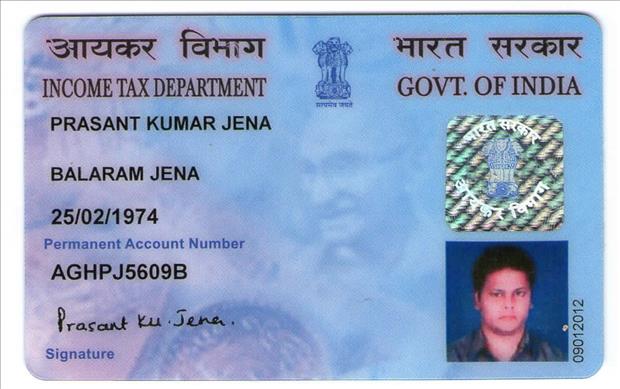 आयकर विभाग
INCOME TAX DEPARTMENT
सत्यमेव जयते
भारत सरकार
GOVT. OF INDIA
PRASANT KUMAR JENA
BALARAM JENA
25/02/1974
Permanent Account Number
AGHPJ5609B
Prasant Ku. Jena.
Signature
भारत सरकार
आयकर विभाग
09012012